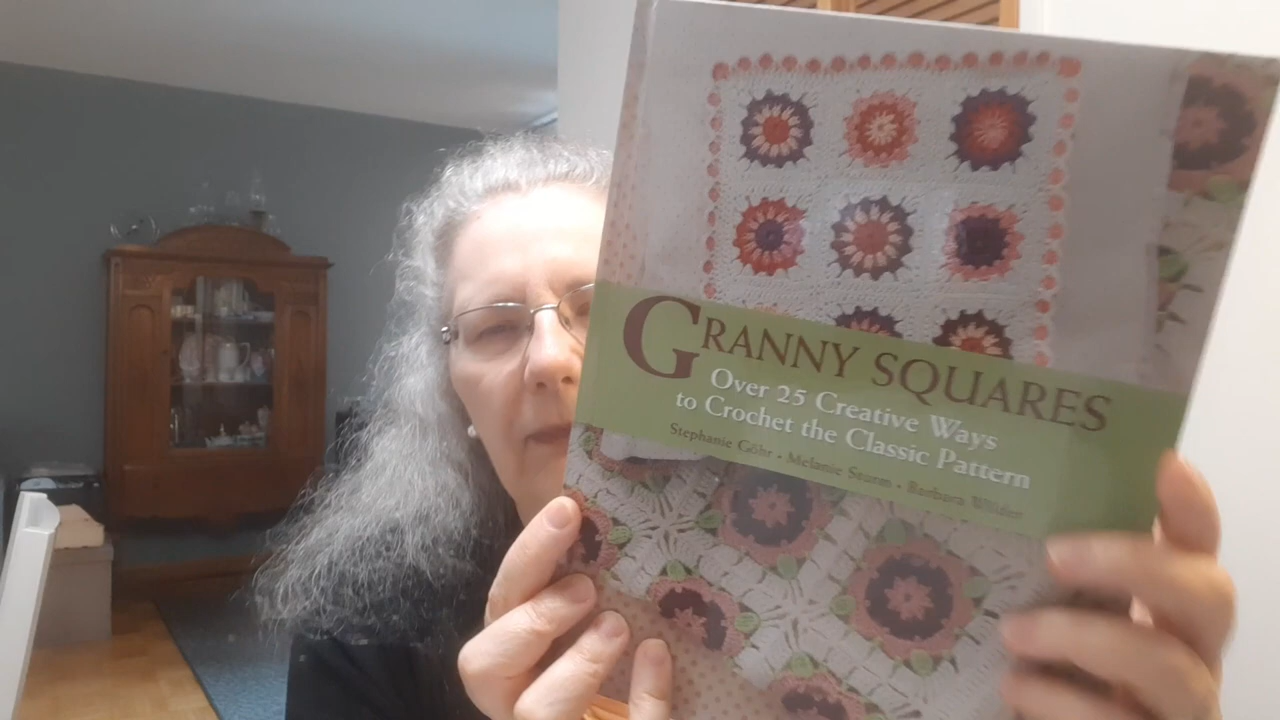 GRANNY SQUARES
Over 25 Creative Ways
to Crochet the Classic Pattern
Stephanie Göhr • Melanie Sturm • Barbara Wilder